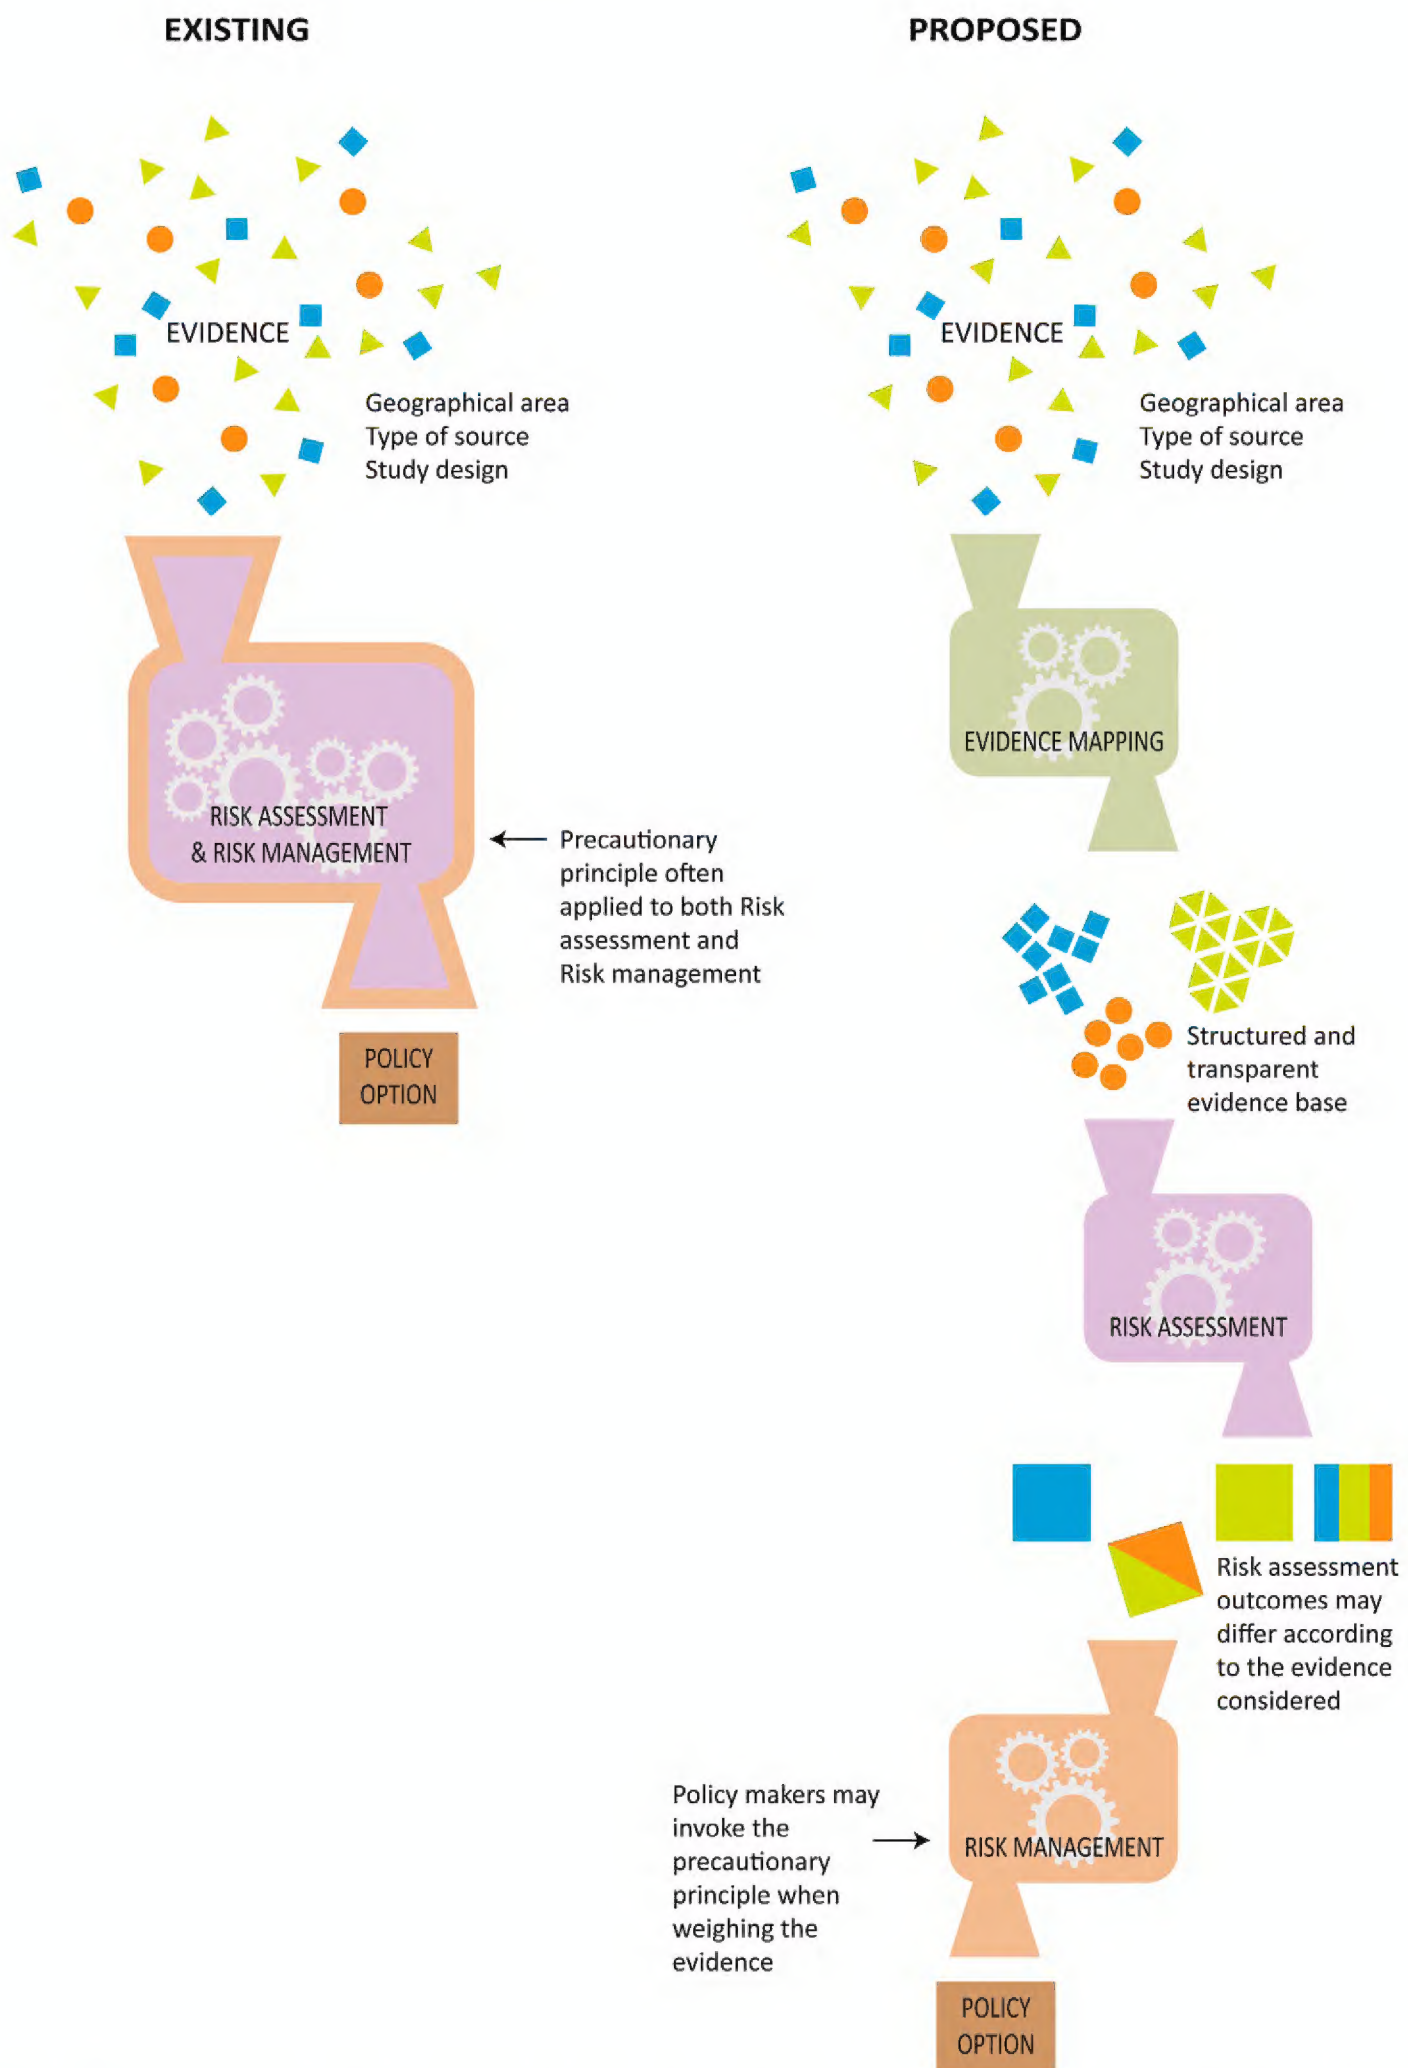 EXISTING
EVIDENCE
Geographical area
Type of source
Study design
RISK ASSESSMENT
& RISK MANAGEMENT
Precautionary
principle often
applied to both Risk
assessment and
Risk management
POLICY
OPTION
PROPOSED
EVIDENCE
Geographical area
Type of source
Study design
EVIDENCE MAPPING
Structured and
transparent
evidence base
RISK ASSESSMENT
Risk assessment
outcomes may
differ according
to the evidence
considered
Policy makers may
invoke the
precautionary
principle when
weighing the
evidence
RISK MANAGEMENT
POLICY
OPTION